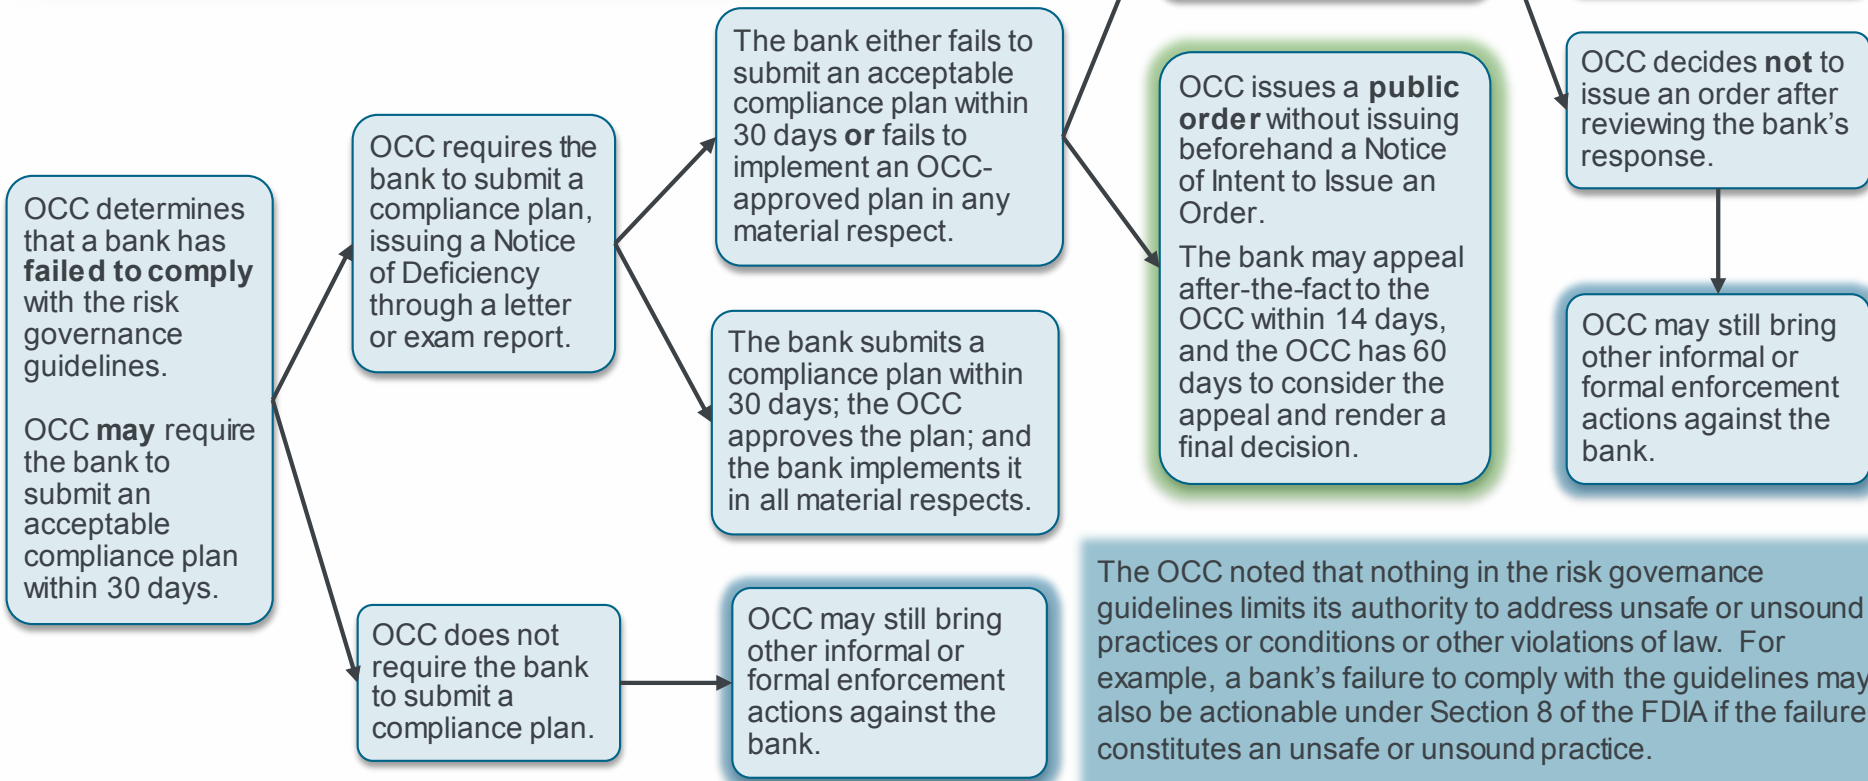 OCC determines
that a bank has
failed to comply
with the risk
governance
guidelines.
OCC may require
the bank to
submit an
acceptable
compliance plan
within 30 days.
OCC requires the
bank to submit a
compliance plan,
issuing a Notice
of Deficiency
through a letter
or exam report.
OCC does not
require the bank
to submit a
compliance plan.
The bank either fails to
submit an acceptable
compliance plan within
30 days or fails to
implement an OCC-
approved plan in any
material respect.
The bank submits a
compliance plan within
30 days; the OCC
approves the plan; and
the bank implements it
in all material respects.
OCC may still bring
other informal or
formal enforcement
actions against the
bank.
OCC issues a public
order without issuing
beforehand a Notice
of Intent to Issue an
Order.
The bank may appeal
after-the-fact to the
OCC within 14 days,
and the OCC has 60
days to consider the
appeal and render a
final decision.
OCC decides not to
issue an order after
reviewing the bank's
response.
OCC may still bring
other informal or
formal enforcement
actions against the
bank.
The OCC noted that nothing in the risk governance
guidelines limits its authority to address unsafe or unsound
practices or conditions or other violations of law.  For
example, a bank's failure to comply with the guidelines may
also be actionable under Section 8 of the FDIA if the failure
constitutes an unsafe or unsound practice.